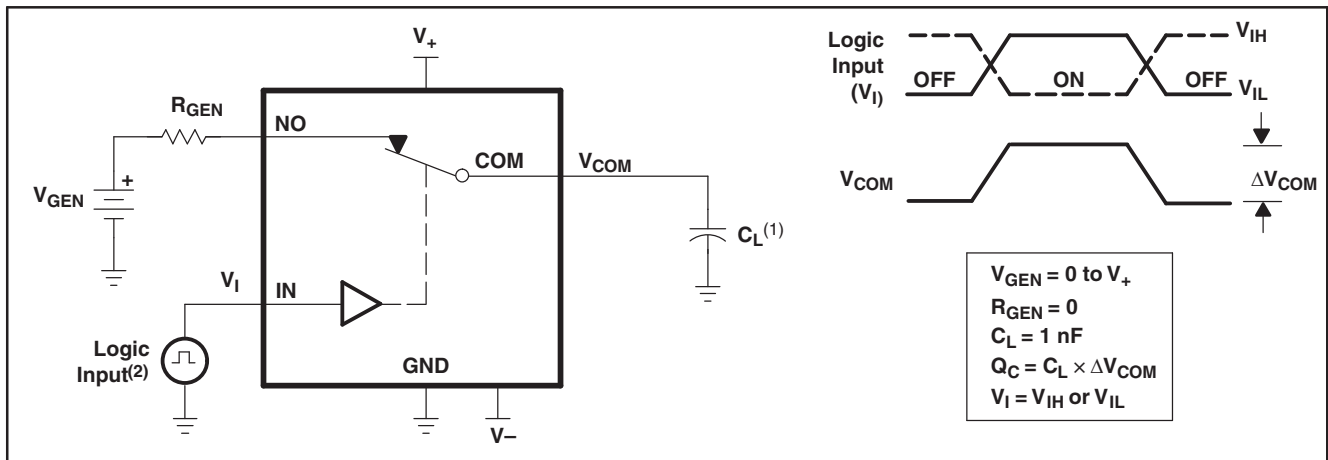 V+
RGEN
NO
COM
VCOM
VGEN
+
CL(1)
VI
IN
Logic
Input(2)
GND
V–
Logic
Input
(VI)
OFF
ON
OFF
VIH
VIL
VCOM
ΔVCOM
VGEN = 0 to V+
RGEN = 0
CL = 1 nF
QC = CL × ΔVCOM
VI = VIH or VIL